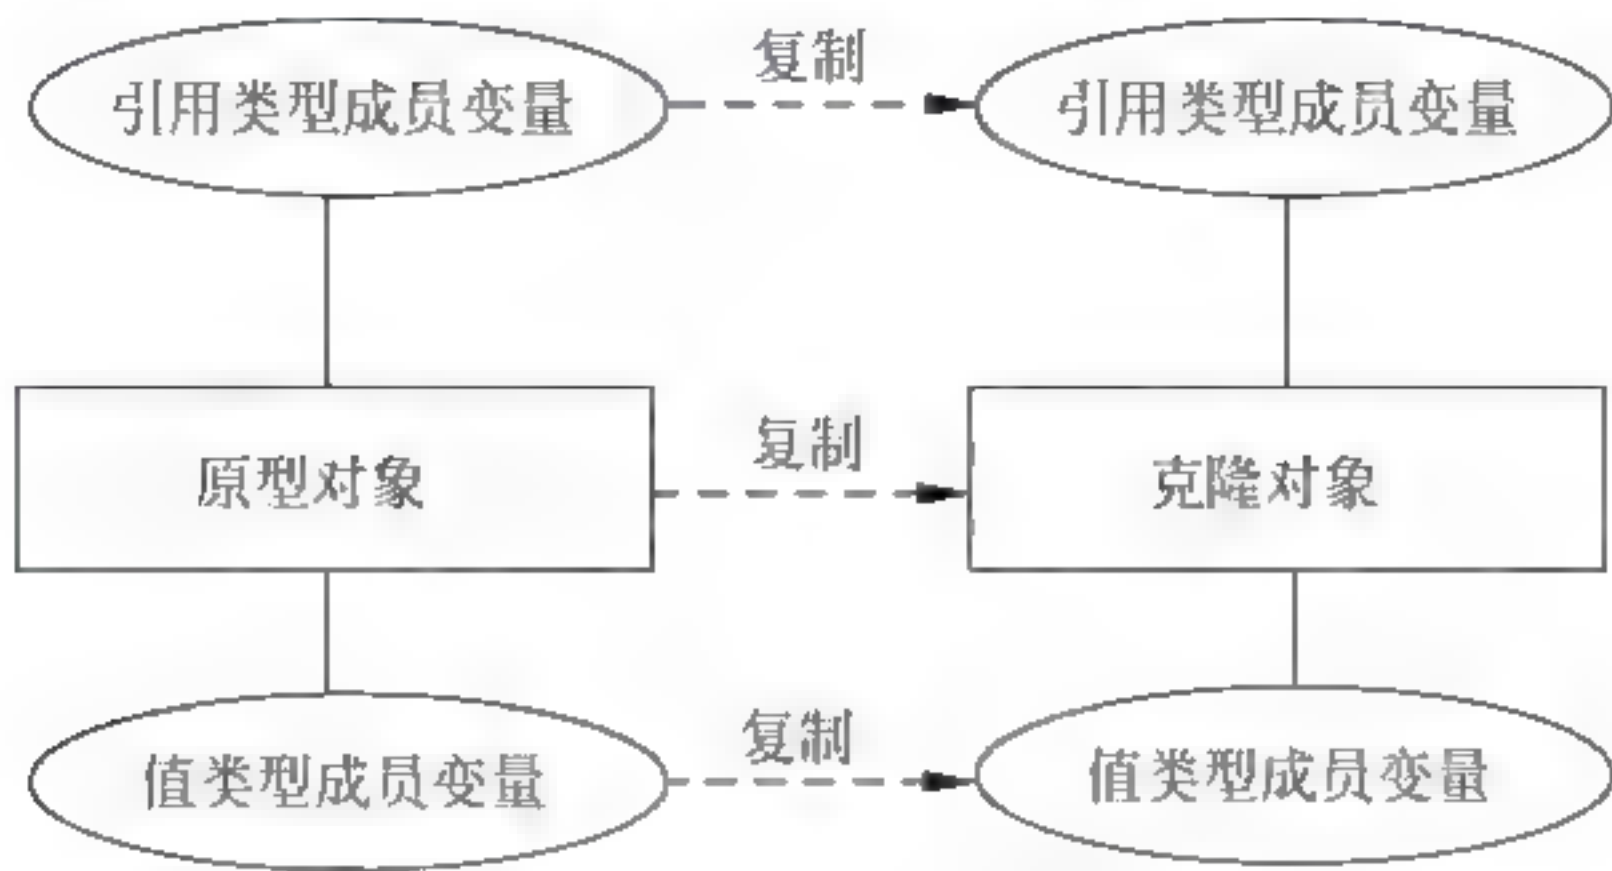 复制
引用类型成员变量
引用类型成员变量
复制
原型对象
克隆对象
复制
值类型成员变量
值类型成员变量